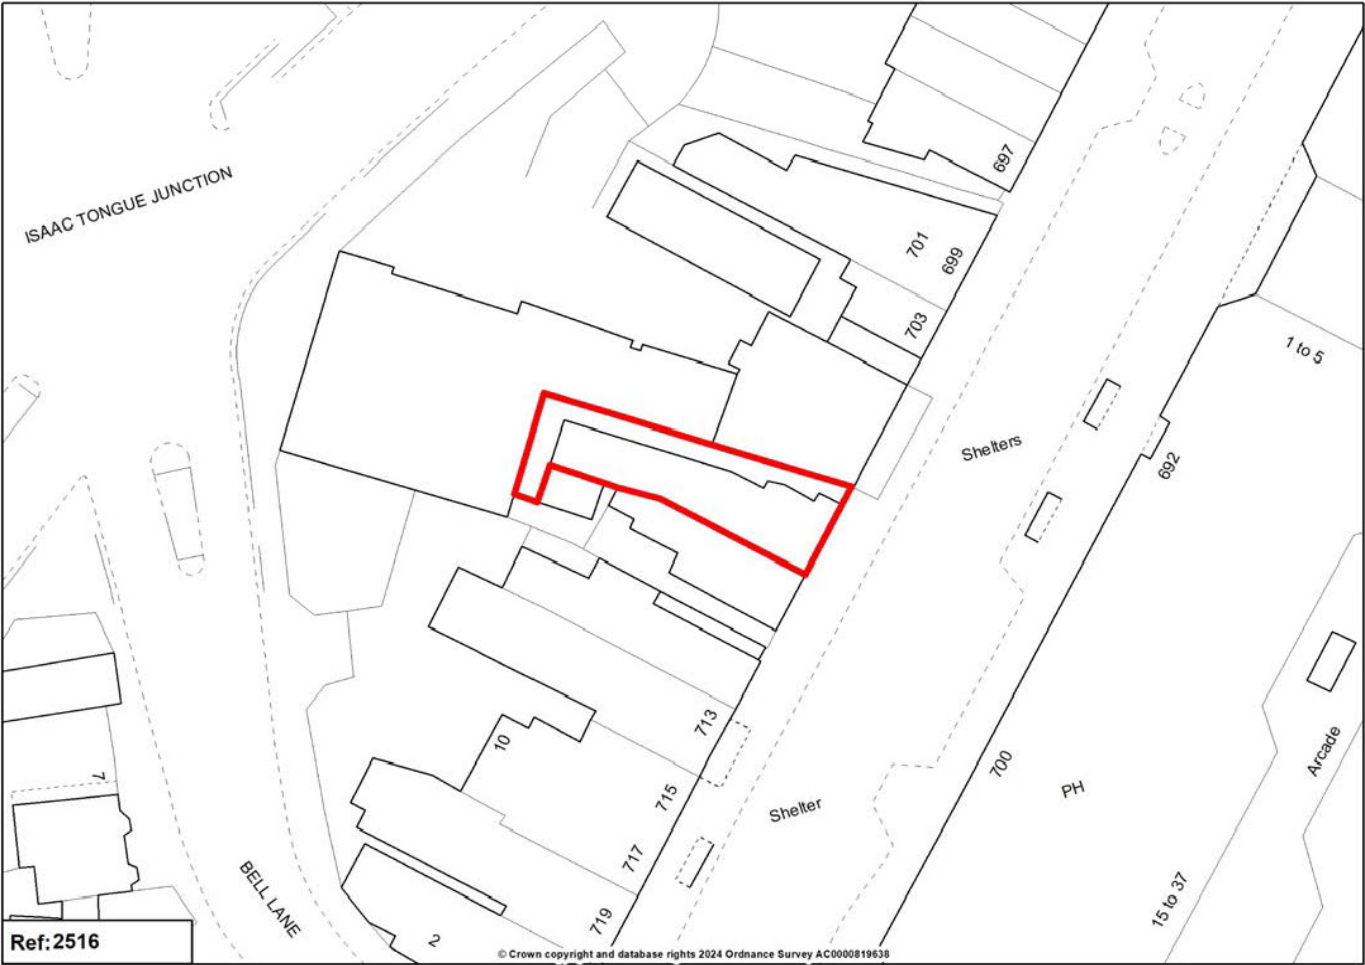 697
ISAAC TONGUE JUNCTION
701
699
703
1 to 5
Shelters
692
713
10
Arcade
700
7
PH
715
Shelter
717
15 to 37
BELL LANE
719
2
Ref:2516
© Crown copyright and database rights 2024 Ordnance Survey AC0000819638